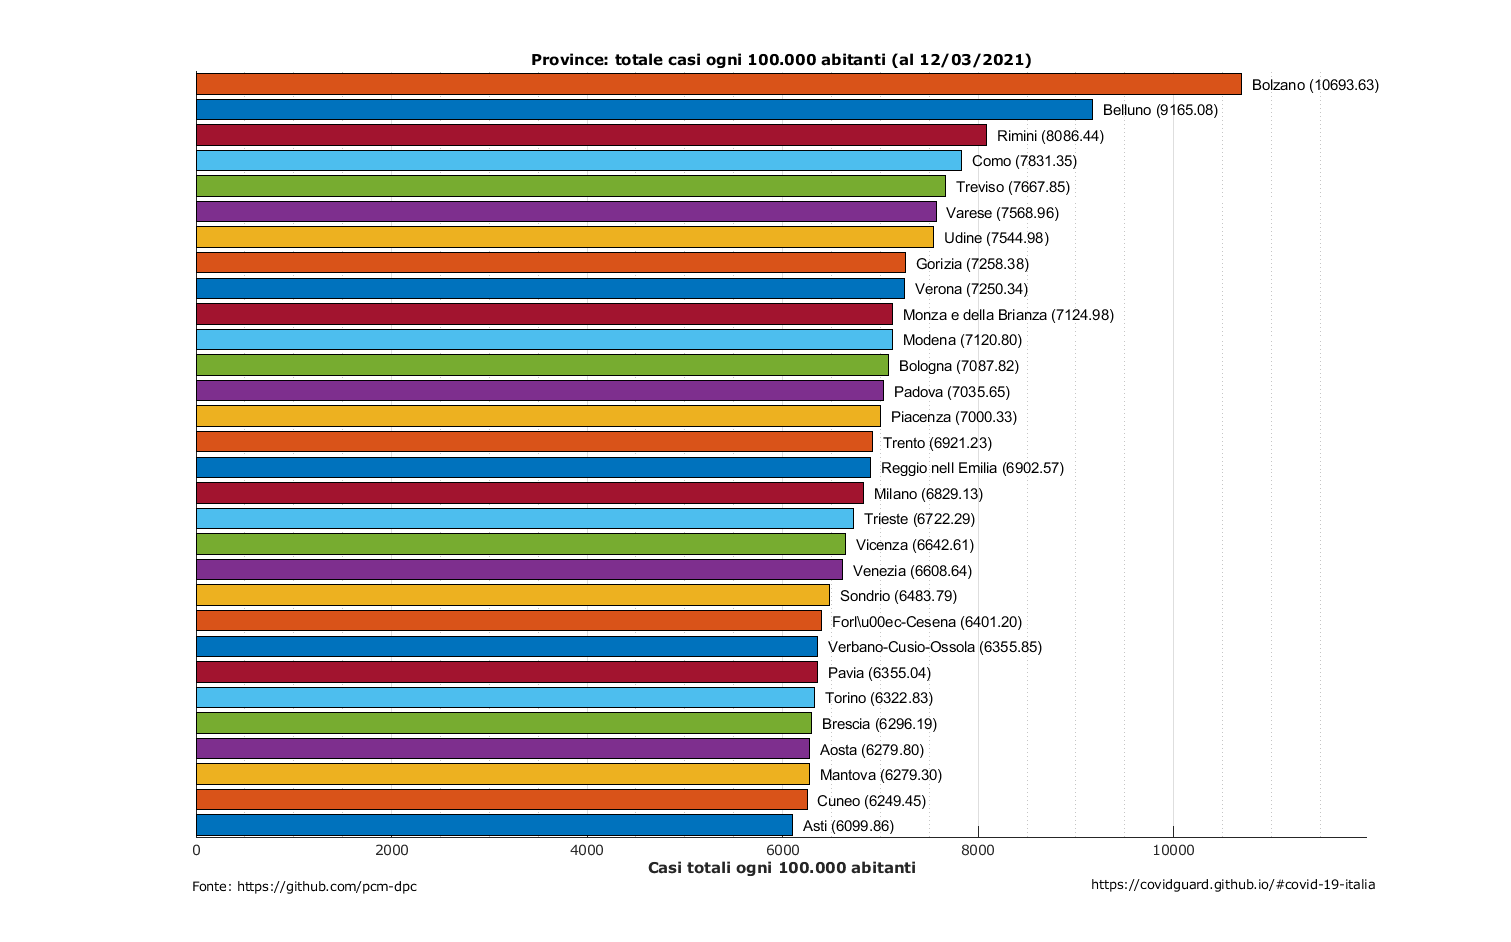 Province: totale casi ogni 100.000 abitanti (al 12/03/2021)
Bolzano (10693.63)
Belluno (9165.08)
Rimini (8086.44)
Como (7831.35)
Treviso (7667.85)
Varese (7568.96)
Udine (7544.98)
Gorizia (7258.38)
Verona (7250.34)
Monza e della Brianza (7124.98)
Modena (7120.80)
Bologna (7087.82)
Padova (7035.65)
Piacenza (7000.33)
Trento (6921.23)
Reggio nell Emilia (6902.57)
Milano (6829.13)
Trieste (6722.29)
Vicenza (6642.61)
Venezia (6608.64)
Sondrio (6483.79)
Forl\u00ec-Cesena (6401.20)
Verbano-Cusio-Ossola (6355.85)
Pavia (6355.04)
Torino (6322.83)
Brescia (6296.19)
Aosta (6279.80)
Mantova (6279.30)
Cuneo (6249.45)
Asti (6099.86)
0 2000 4000 6000 8000 10000
Casi totali ogni 100.000 abitanti
Fonte: https://github.com/pcm-dpc
https://covidguard.github.io/#covid-19-italia